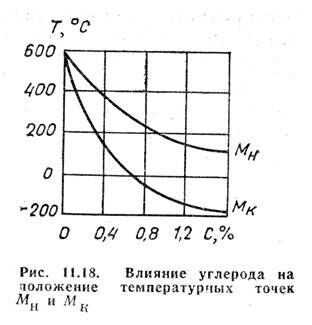 T, °C
600
400
200
0
-200
Mн
Mк
0 0,4 0,8 1,2 C,%
Рис. 11.18. Влияние углерода на
положение температурных точек
Mн и Mк